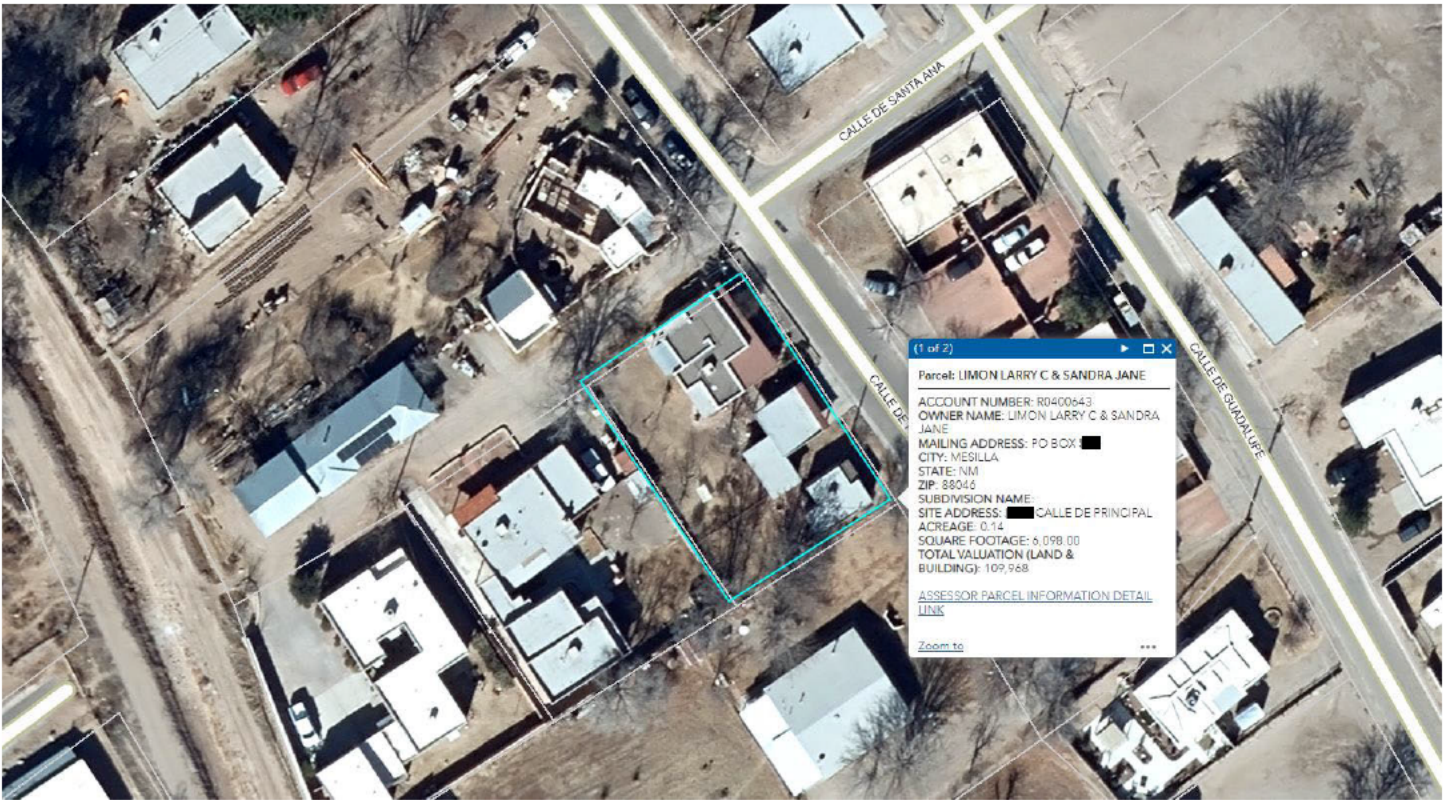 CALLE DE SANTA ANA
(1 of 2)
Parcel: LIMON LARRY C & SANDRA JANE
ACCOUNT NUMBER: R0400643
OWNER NAME: LIMON LARRY C & SANDRA
JANE
MAILING ADDRESS: PO BOX
CITY: MESILLA
STATE: NM
ZIP: 88046
SUBDIVISION NAME:
SITE ADDRESS: CALLE DE PRINCIPAL
ACREAGE: 0.14
SQUARE FOOTAGE: 6,098.00
TOTAL VALUATION (LAND &
BUILDING): 109,968
ASSESSOR PARCEL INFORMATION DETAIL
LINK
Zoom to
CALLE DE
CALLE DE GUADALUPE